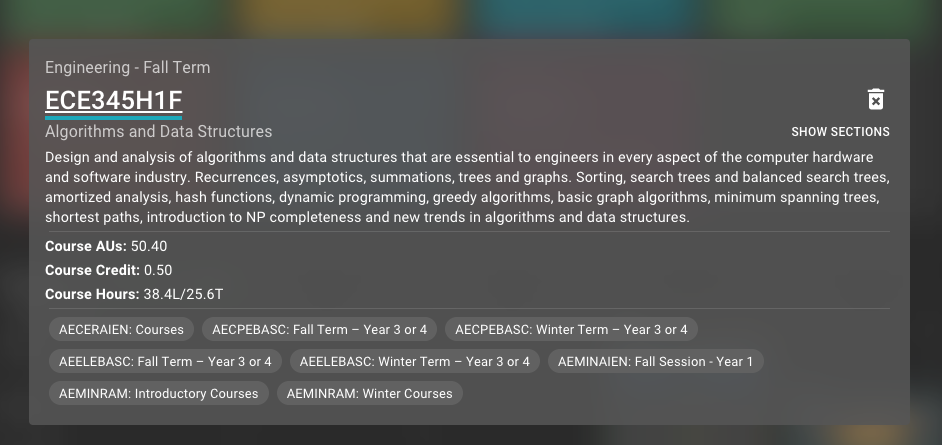 Engineering - Fall Term
ECE345H1F
Algorithms and Data Structures
SHOW SECTIONS
Design and analysis of algorithms and data structures that are essential to engineers in every aspect of the computer hardware
and software industry. Recurrences, asymptotics, summations, trees and graphs. Sorting, search trees and balanced search trees,
amortized analysis, hash functions, dynamic programming, greedy algorithms, basic graph algorithms, minimum spanning trees,
shortest paths, introduction to NP completeness and new trends in algorithms and data structures.
Course AUs: 50.40
Course Credit: 0.50
Course Hours: 38.4L/25.6T
AECERAIEN: Courses AECPEBASC: Fall Term – Year 3 or 4 AECPEBASC: Winter Term – Year 3 or 4
AEELEBASC: Fall Term – Year 3 or 4 AEELEBASC: Winter Term – Year 3 or 4 AEMINAIEN: Fall Session - Year 1
AEMINRAM: Introductory Courses AEMINRAM: Winter Courses